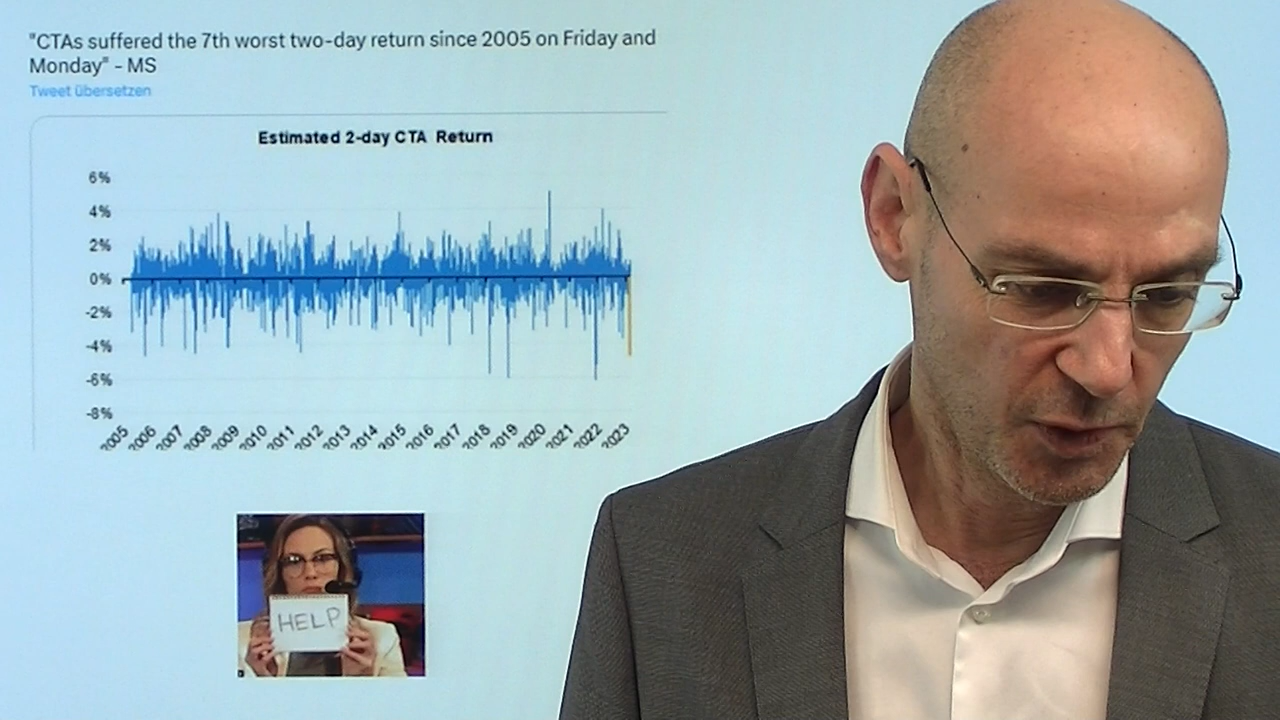 "CTAs suffered the 7th worst two-day return since 2005 on Friday and
Monday" - MS
Tweet übersetzen
Estimated 2-day CTA Return
6%
4%
2%
0%
-2%
-4%
-6%
-8%
2005 2006 2007 2008 2009 2010 2011 2012 2013 2014 2015 2016 2017 2018 2019 2020 2021 2022 2023
HELP